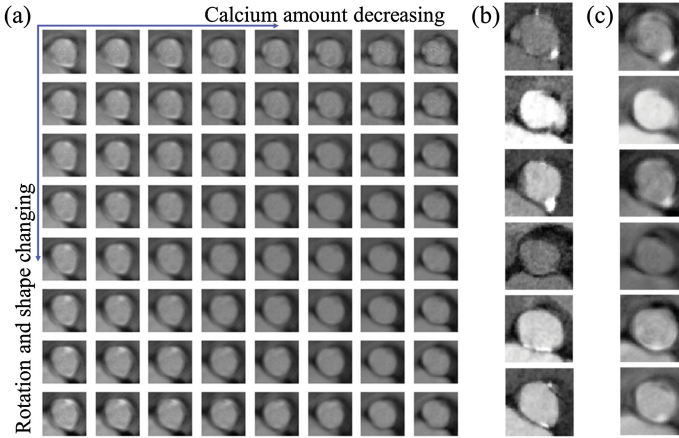 (a)
Calcium amount decreasing
(b)
(c)
Rotation and shape changing